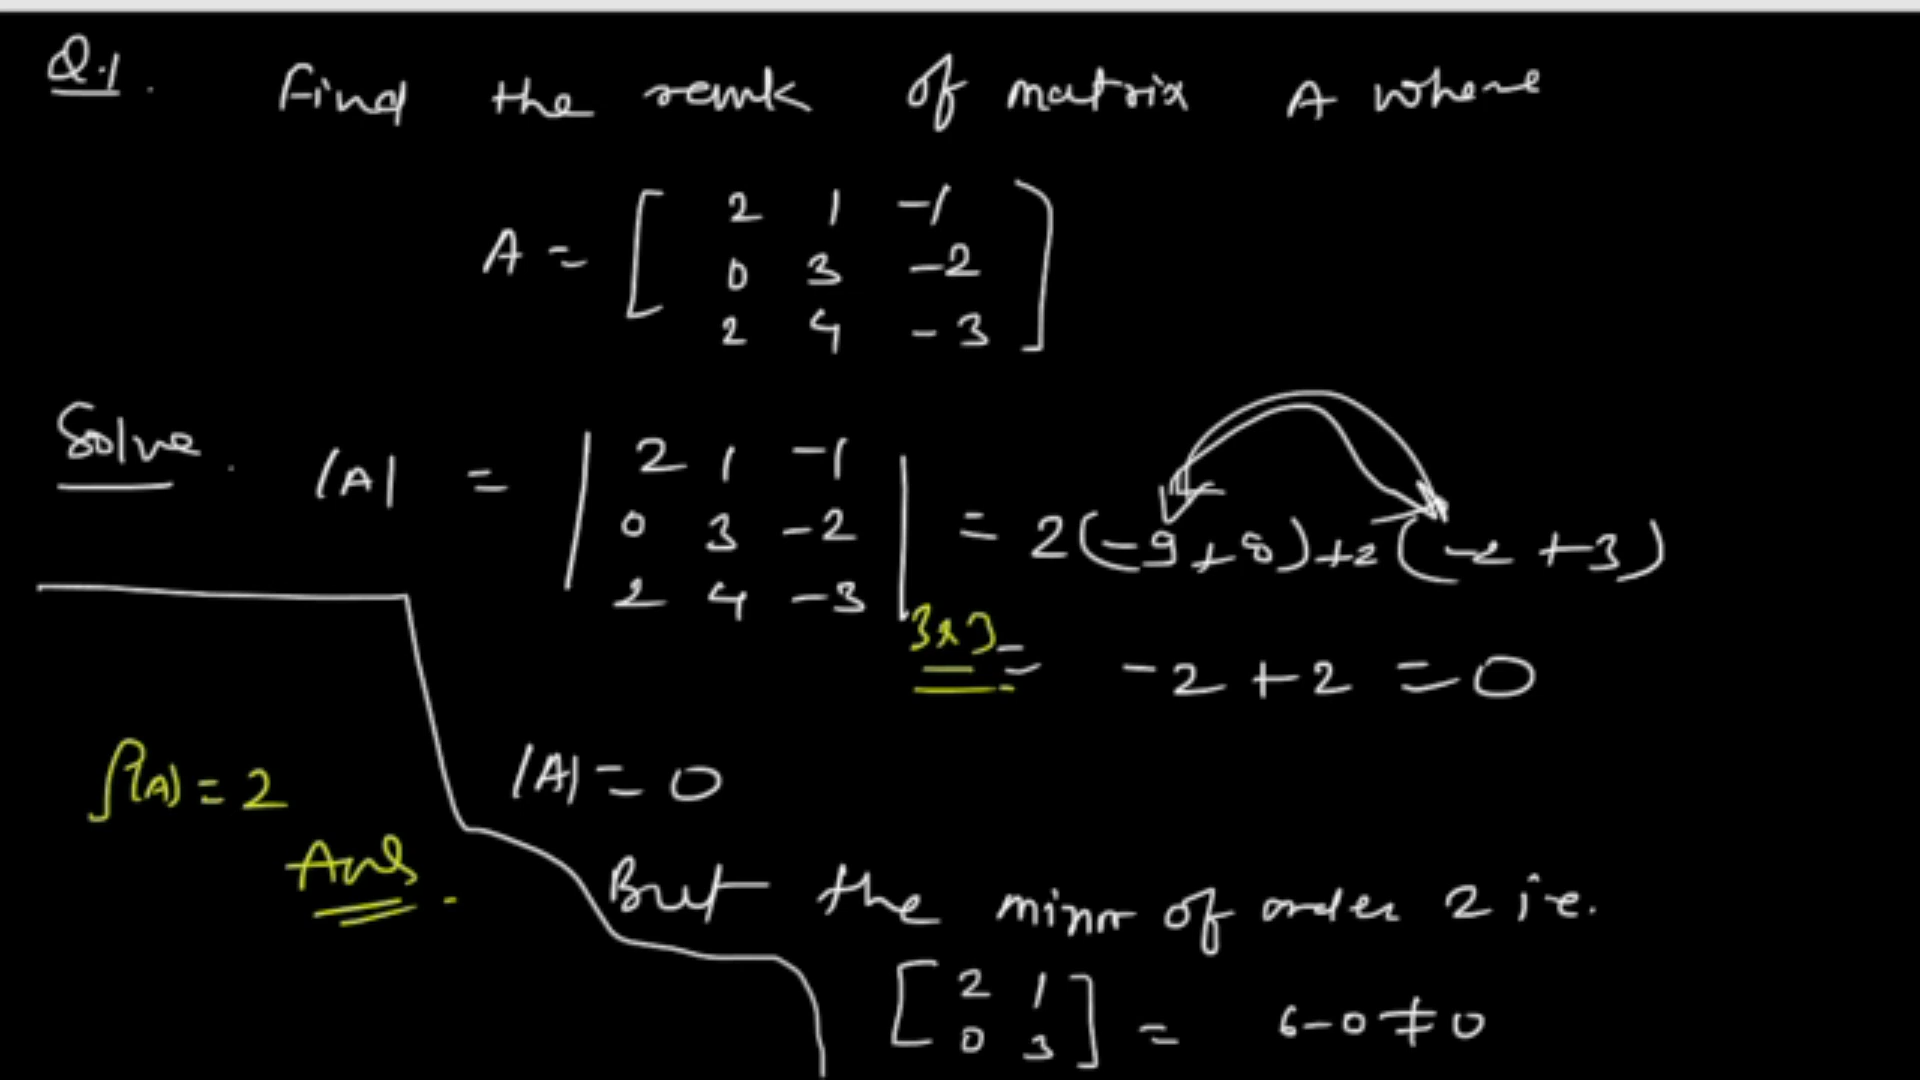 Q.1. Find the rank of matrix A where
A = [ 2 1 -1
0 3 -2
2 4 -3 ]
Solve. |A| = | 2 1 -1
0 3 -2
2 4 -3 | = 2(-9+8)+2(-2+3)
3x3 = -2+2 = 0
|A| = 0
ρ(A) = 2
Ans.
But the minor of order 2 i.e.
[ 2 1
0 3 ] = 6-0≠0